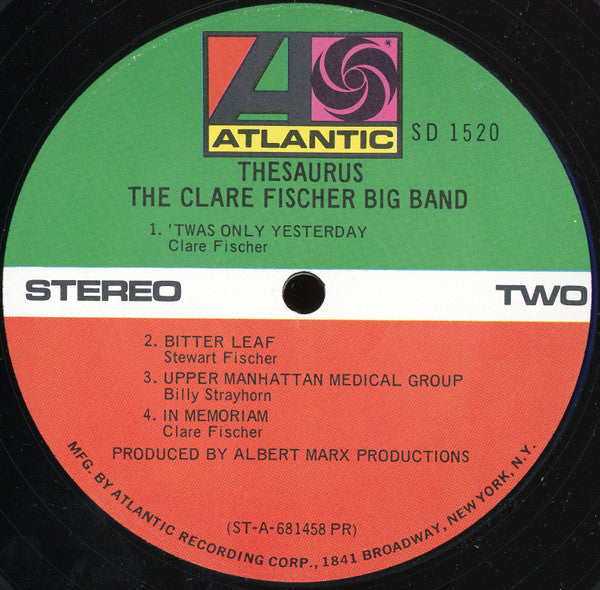 ATLANTIC
SD 1520
THESAURUS
THE CLARE FISCHER BIG BAND
1. 'TWAS ONLY YESTERDAY
Clare Fischer
STEREO
TWO
2. BITTER LEAF
Stewart Fischer
3. UPPER MANHATTAN MEDICAL GROUP
Billy Strayhorn
4. IN MEMORIAM
Clare Fischer
PRODUCED BY ALBERT MARX PRODUCTIONS
(ST-A-681458 PR)
MFG. BY ATLANTIC RECORDING CORP., 1841 BROADWAY, NEW YORK, N.Y.